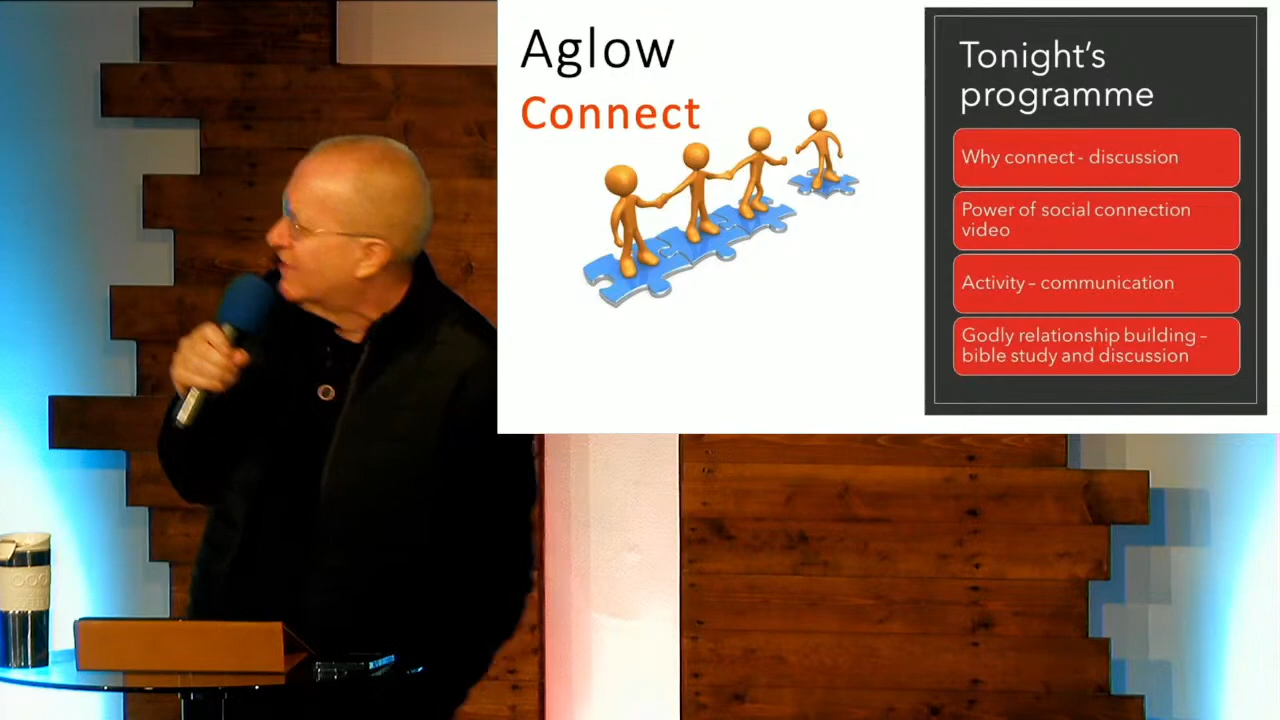 Aglow
Connect
Tonight's
programme
Why connect - discussion
Power of social connection
video
Activity – communication
Godly relationship building –
bible study and discussion